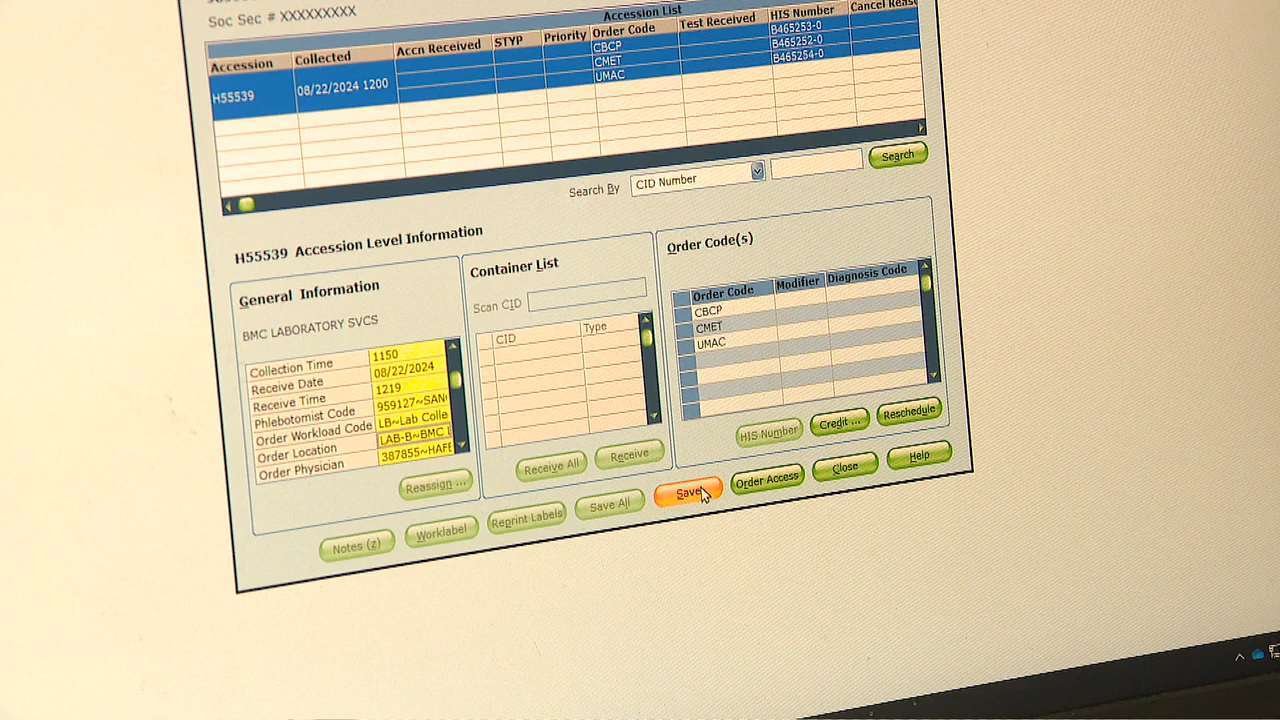 Soc Sec # XXXXXXXXX
Accession List
Accession Collected Accn Received STYP Priority Order Code Test Received HIS Number Cancel Reas
H55539 08/22/2024 1200 CBCP B465253-0
CMET B465252-0
UMAC B465254-0
Search By CID Number Search
H55539 Accession Level Information
General Information
BMC LABORATORY SVCS
Collection Time 1150
Receive Date 08/22/2024
Receive Time 1219
Phlebotomist Code 959127~SAN
Order Workload Code LB~Lab Colle
Order Location LAB-B~BMC
Order Physician 387855~HAF
Reassign ...
Container List
Scan CID
CID Type
Receive All Receive
Order Code(s)
Order Code Modifier Diagnosis Code
CBCP
CMET
UMAC
HIS Number Credit ... Reschedule
Notes (z) Worklabel Reprint Labels Save All Save Order Access Close Help